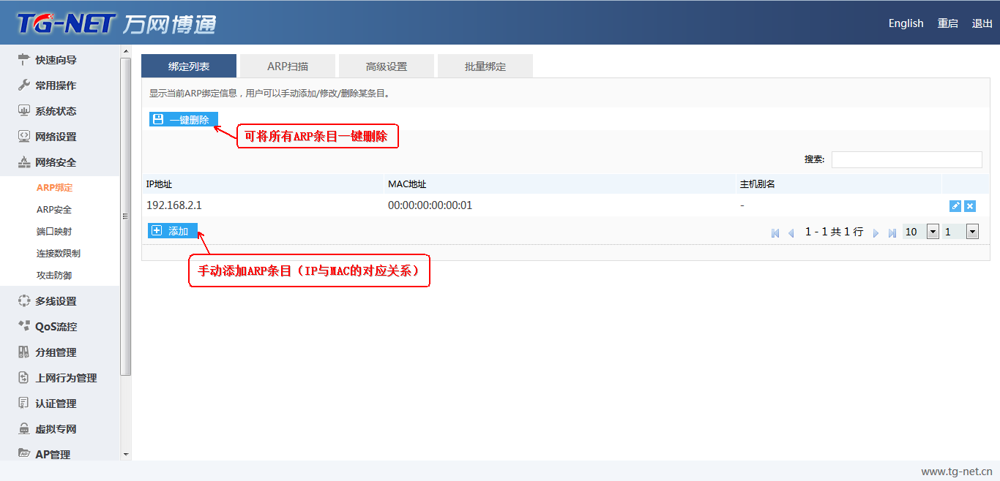 TG-NET 万网博通
English 重启 退出
快速向导
常用操作
系统状态
网络设置
网络安全
ARP绑定
ARP安全
端口映射
连接数限制
攻击防御
多线设置
QoS流控
分组管理
上网行为管理
认证管理
虚拟专网
AP管理
绑定列表 ARP扫描 高级设置 批量绑定
显示当前ARP绑定信息，用户可以手动添加/修改/删除某条目。
一键删除
可将所有ARP条目一键删除
搜索:
IP地址 MAC地址 主机别名
192.168.2.1 00:00:00:00:00:01 -
添加 1 - 1 共 1 行 10 1
手动添加ARP条目（IP与MAC的对应关系）
www.tg-net.cn